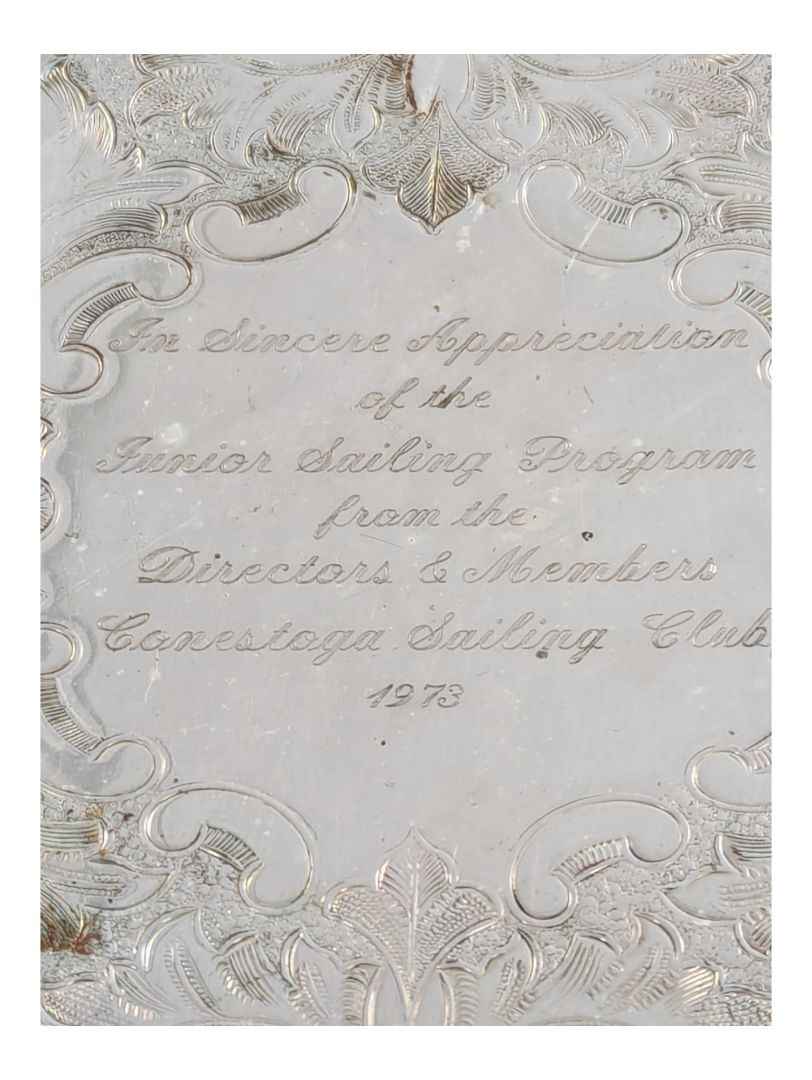 In Sincere Appreciation
of the
Junior Sailing Program
from the
Directors & Members
Conestoga Sailing Club
1973